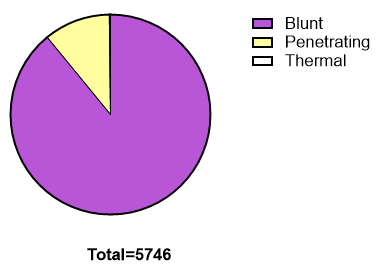 Blunt
Penetrating
Thermal
Total=5746